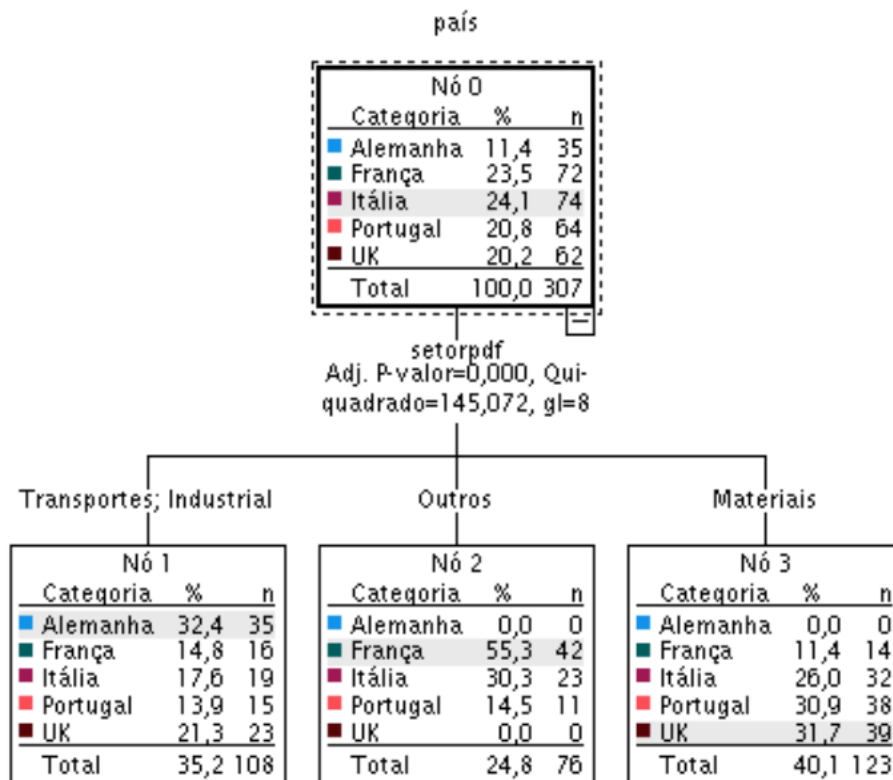 país
Nó 0
Categoria % n
Alemanha 11,4 35
França 23,5 72
Itália 24,1 74
Portugal 20,8 64
UK 20,2 62
Total 100,0 307
setorpdf
Adj. P-valor=0,000, Qui-
quadrado=145,072, gl=8
Transportes; Industrial
Outros
Materiais
Nó 1
Categoria % n
Alemanha 32,4 35
França 14,8 16
Itália 17,6 19
Portugal 13,9 15
UK 21,3 23
Total 35,2 108
Nó 2
Categoria % n
Alemanha 0,0 0
França 55,3 42
Itália 30,3 23
Portugal 14,5 11
UK 0,0 0
Total 24,8 76
Nó 3
Categoria % n
Alemanha 0,0 0
França 11,4 14
Itália 26,0 32
Portugal 30,9 38
UK 31,7 39
Total 40,1 123